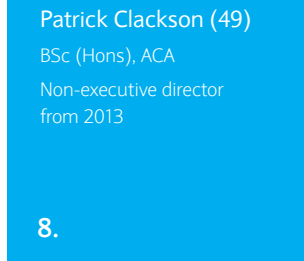 Patrick Clackson (49)
BSc (Hons), ACA
Non-executive director
from 2013
8.